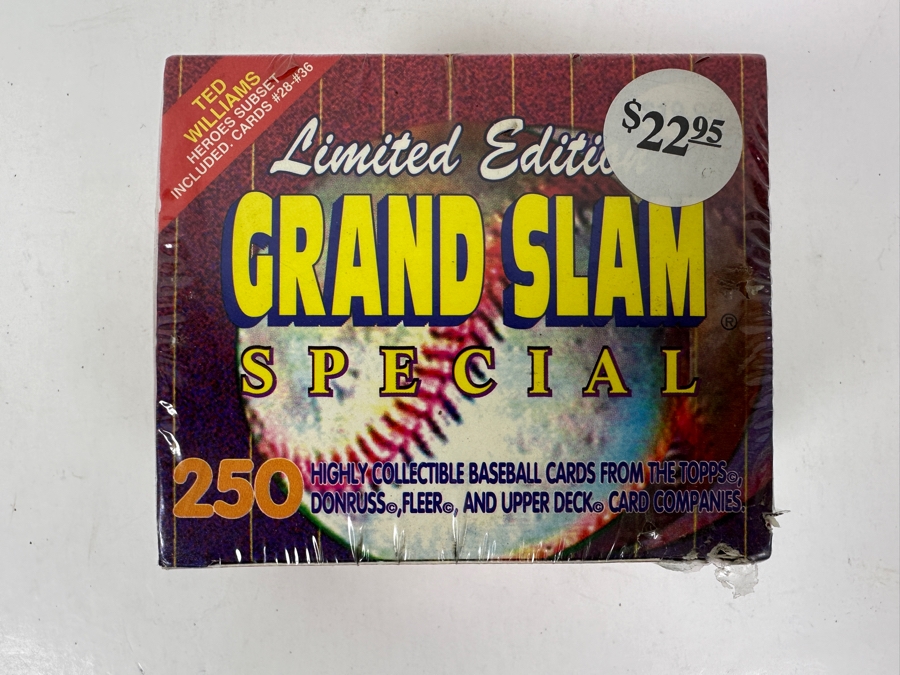 TED
WILLIAMS
HEROES SUBSET
INCLUDED. CARDS #28-#36
$22.95
Limited Editi
GRAND SLAM
®
SPECIAL
250 HIGHLY COLLECTIBLE BASEBALL CARDS FROM THE TOPPS©,
DONRUSS©,FLEER©, AND UPPER DECK© CARD COMPANIES.